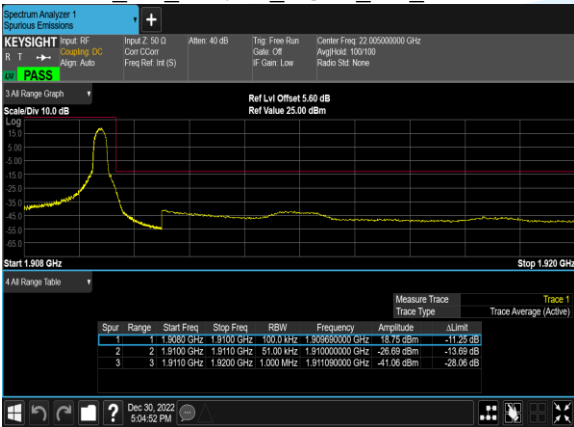 Spectrum Analyzer 1
Spurious Emissions
+
KEYSIGHT Input: RF Input Z: 50 Ω Atten: 40 dB Trig: Free Run Center Freq: 22.005000000 GHz
R T Coupling: DC Corr CCorr Gate: Off Avg|Hold: 100/100
Align: Auto Freq Ref: Int (S) IF Gain: Low Radio Std: None
PASS
3 All Range Graph
Ref Lvl Offset 5.60 dB
Scale/Div 10.0 dB Ref Value 25.00 dBm
Log
15.0
5.00
-5.00
-15.0
-25.0
-35.0
-45.0
-55.0
-65.0
Start 1.908 GHz Stop 1.920 GHz
4 All Range Table
Measure Trace Trace 1
Trace Type Trace Average (Active)
Spur Range Start Freq Stop Freq RBW Frequency Amplitude ΔLimit
1 1 1.9080 GHz 1.9100 GHz 100.0 kHz 1.909690000 GHz 18.75 dBm -11.25 dB
2 2 1.9100 GHz 1.9110 GHz 51.00 kHz 1.910000000 GHz -26.69 dBm -13.69 dB
3 3 1.9110 GHz 1.9200 GHz 1.000 MHz 1.911090000 GHz -41.06 dBm -28.06 dB
? Dec 30, 2022
5:04:52 PM